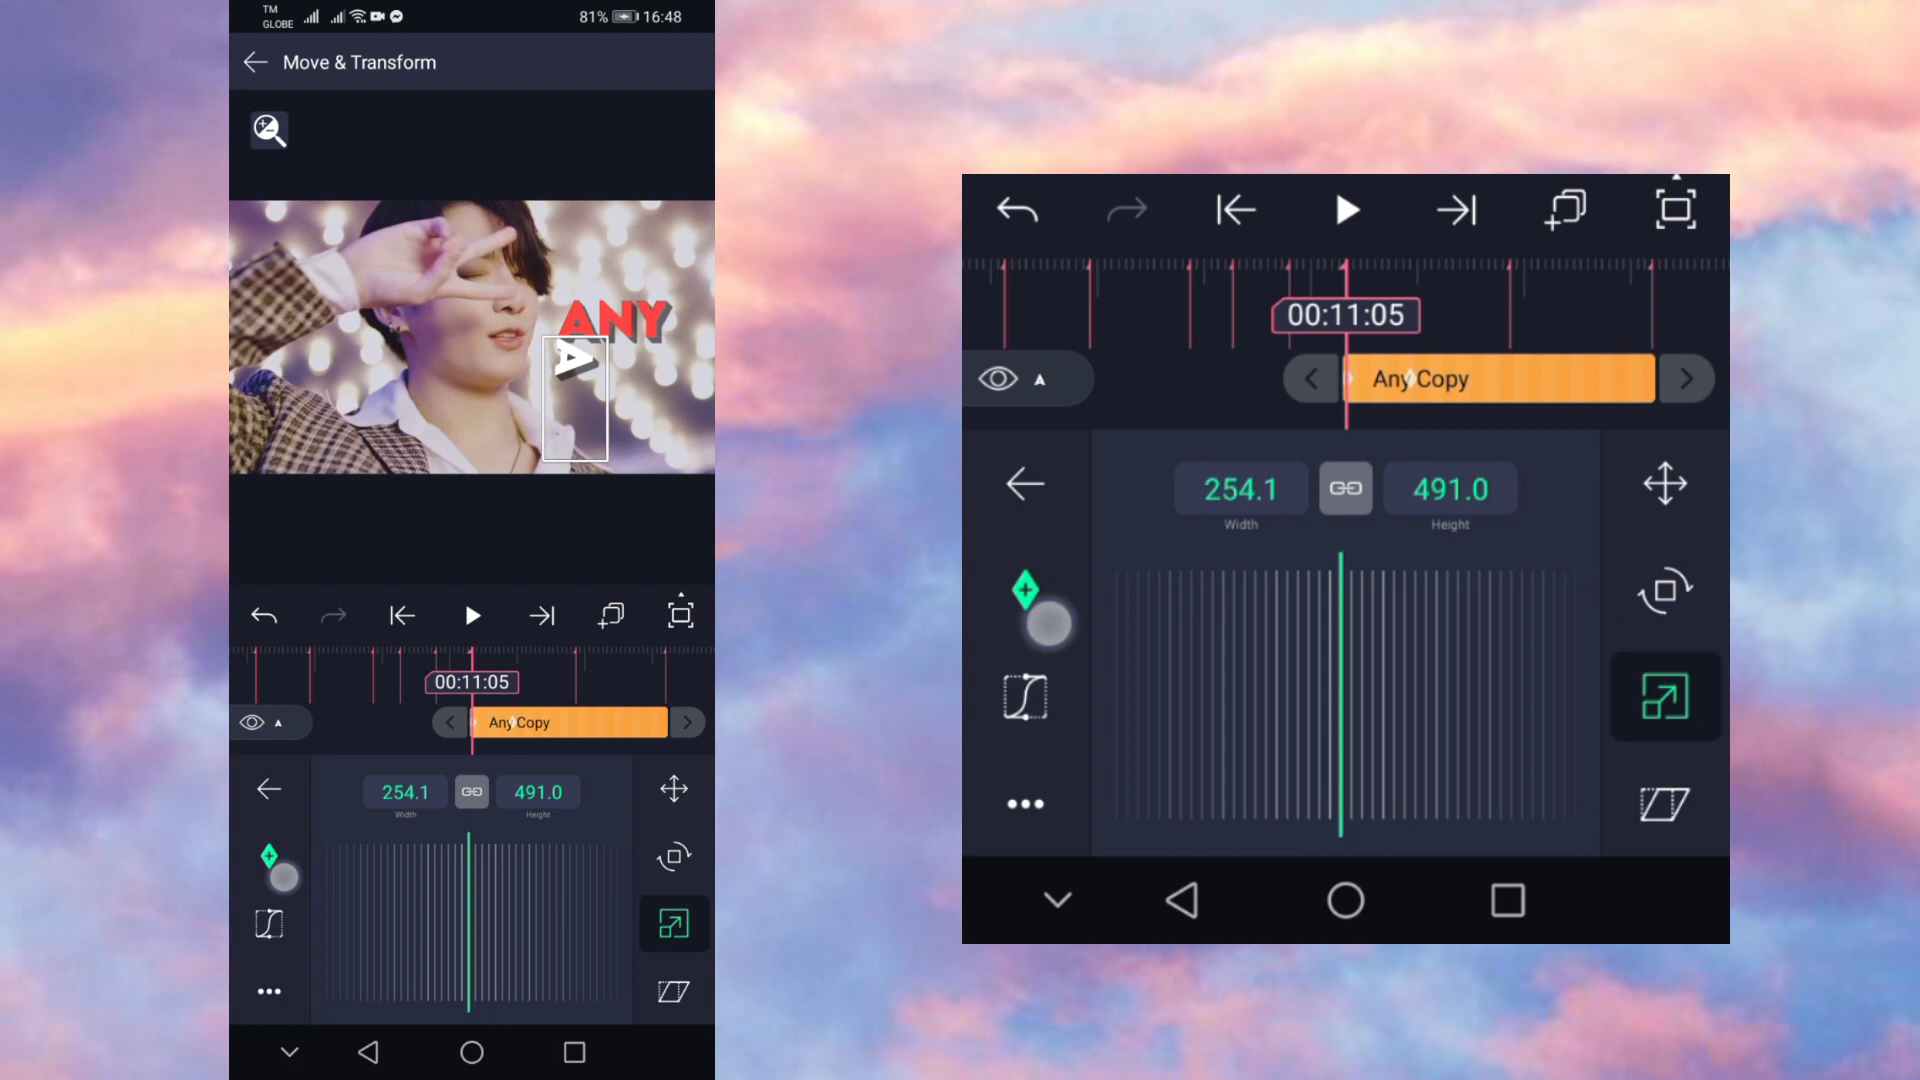 TM
GLOBE
81% 16:48
Move & Transform
ANY
A
00:11:05
A
Any Copy
254.1
491.0
Width
Height
00:11:05
A
Any Copy
254.1
491.0
Width
Height